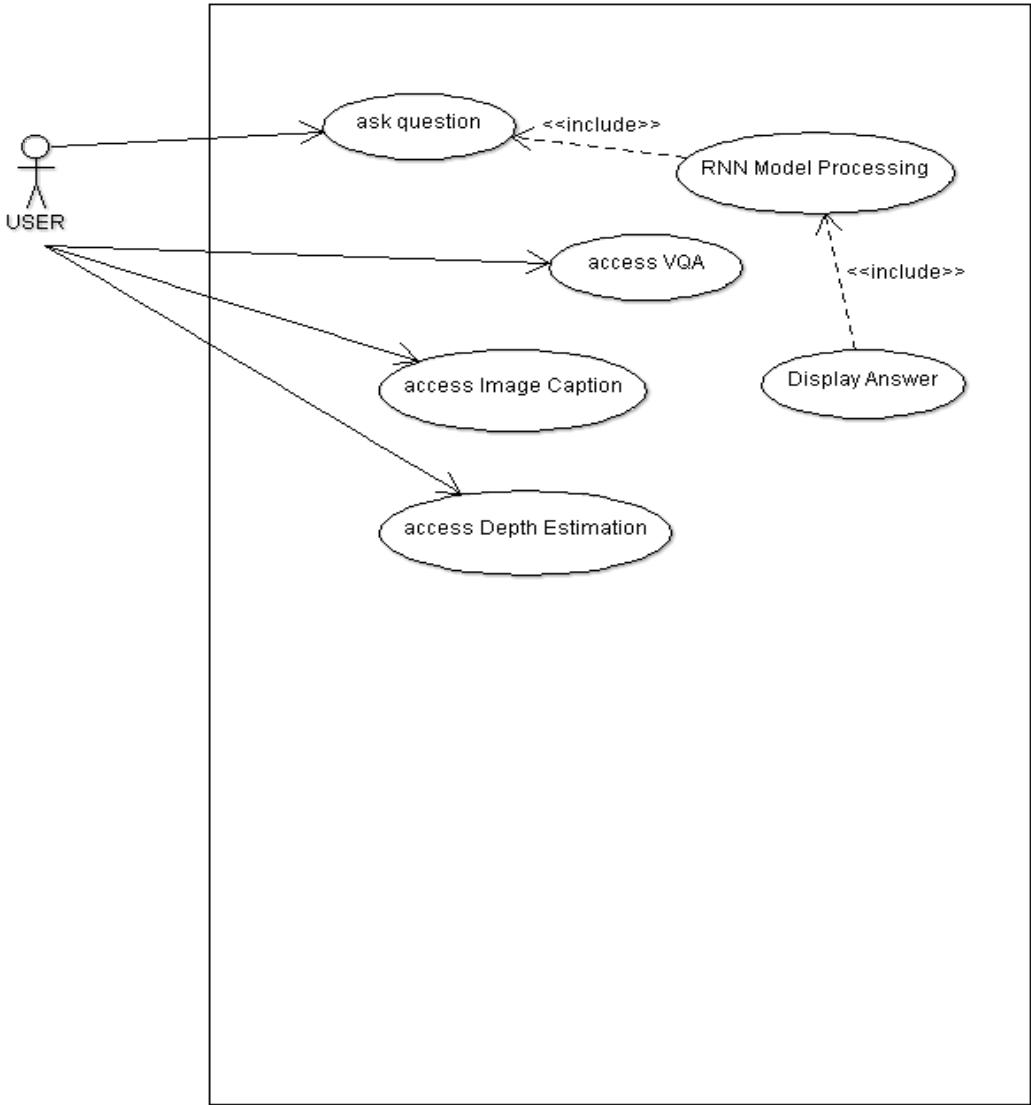 ask question
<<include>>
RNN Model Processing
USER
access VQA
<<include>>
access Image Caption
Display Answer
access Depth Estimation